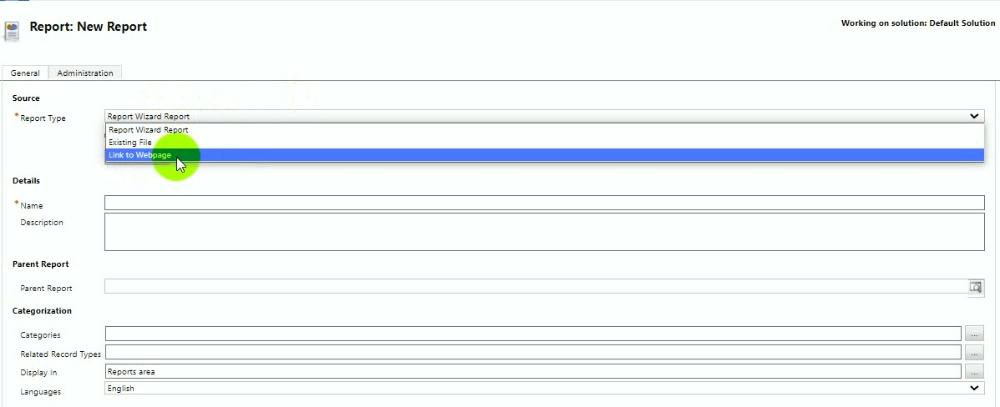 Report: New Report
Working on solution: Default Solution
General
Administration
Source
* Report Type
Report Wizard Report
Report Wizard Report
Existing File
Link to Webpage
Details
* Name
Description
Parent Report
Parent Report
Categorization
Categories
...
Related Record Types
...
Display In
Reports area
...
Languages
English